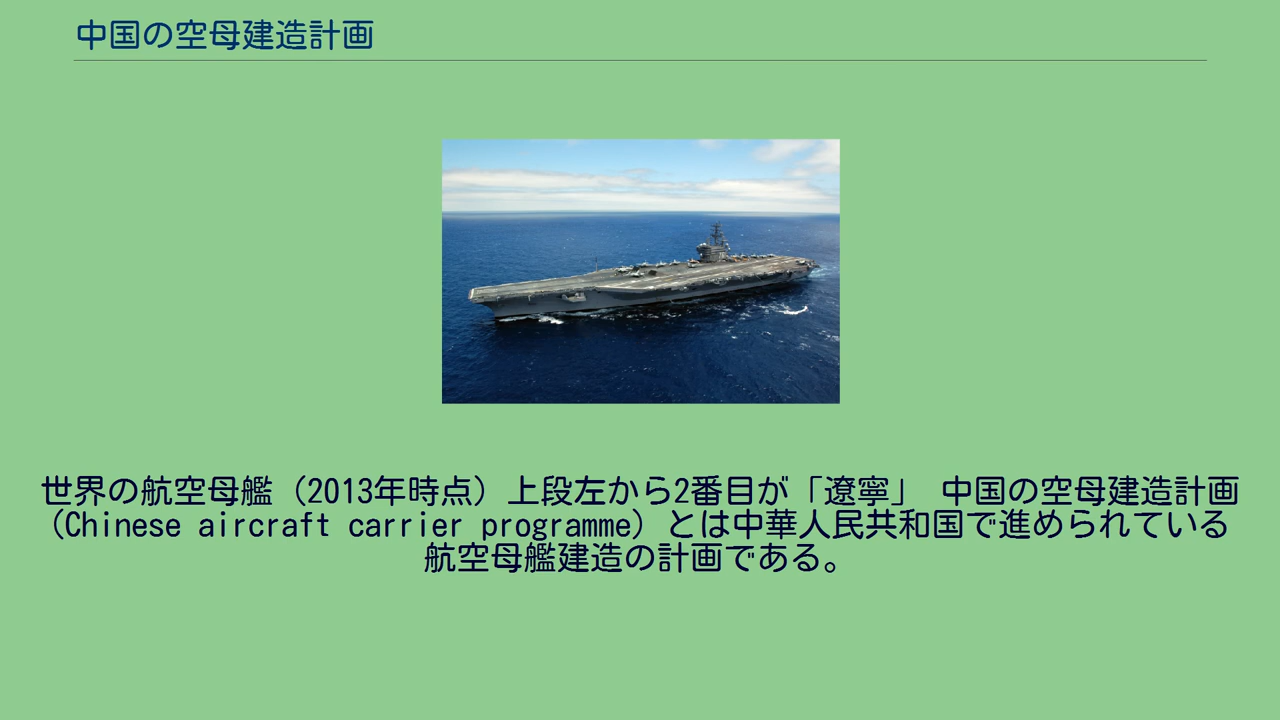 中国の空母建造計画
世界の航空母艦（2013年時点）上段左から2番目が「遼寧」 中国の空母建造計画
（Chinese aircraft carrier programme）とは中華人民共和国で進められている
航空母艦建造の計画である。